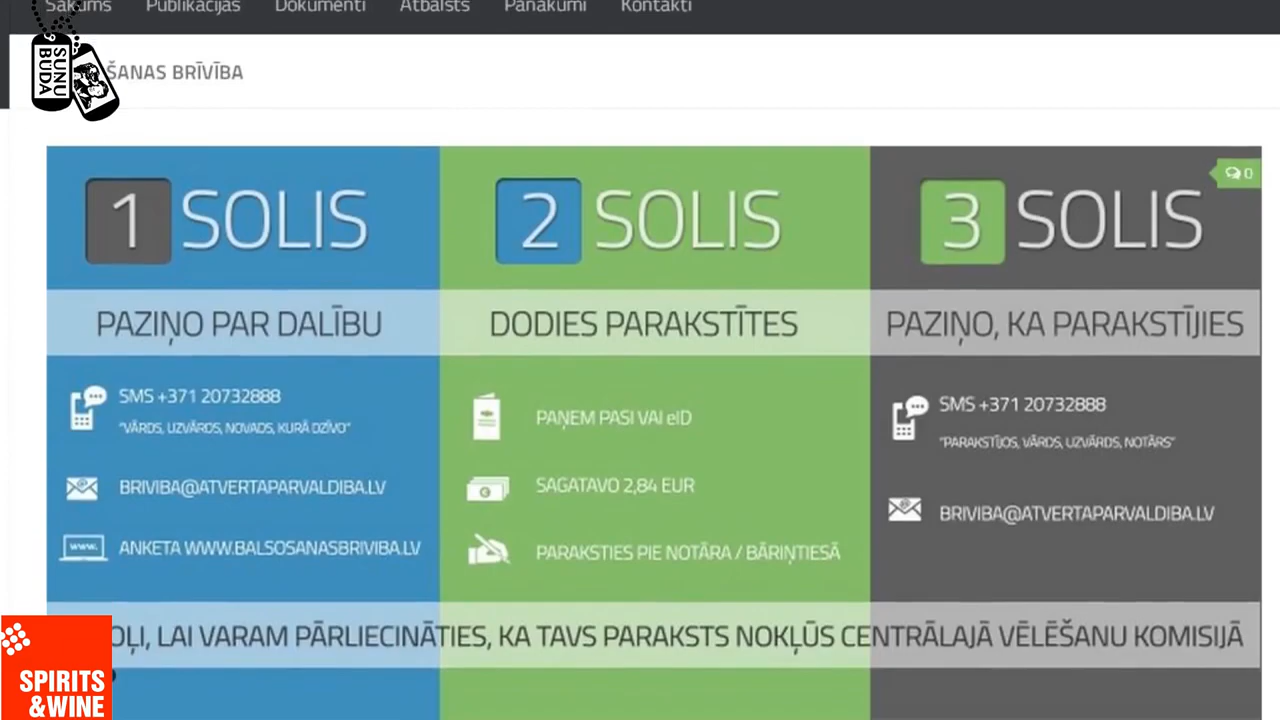 Sākums Publikācijas Dokumenti Atbalsts Panākumi Kontakti
SUŅU
BŪDA
ŠANAS BRĪVĪBA
0
1 SOLIS
PAZIŅO PAR DALĪBU
SMS +371 20732888
"VĀRDS, UZVĀRDS, NOVADS, KURĀ DZĪVO"
BRIVIBA@ATVERTAPARVALDIBA.LV
www.
ANKETA WWW.BALSOSANASBRIVIBA.LV
2 SOLIS
DODIES PARAKSTĪTES
PAŅEM PASI VAI eID
SAGATAVO 2,84 EUR
PARAKSTIES PIE NOTĀRA / BĀRIŅTIESĀ
3 SOLIS
PAZIŅO, KA PARAKSTĪJIES
SMS +371 20732888
"PARAKSTĪJOS, VĀRDS, UZVĀRDS, NOTĀRS"
BRIVIBA@ATVERTAPARVALDIBA.LV
OĻI, LAI VARAM PĀRLIECINĀTIES, KA TAVS PARAKSTS NOKĻŪS CENTRĀLAJĀ VĒLĒŠANU KOMISIJĀ
SPIRITS
&WINE